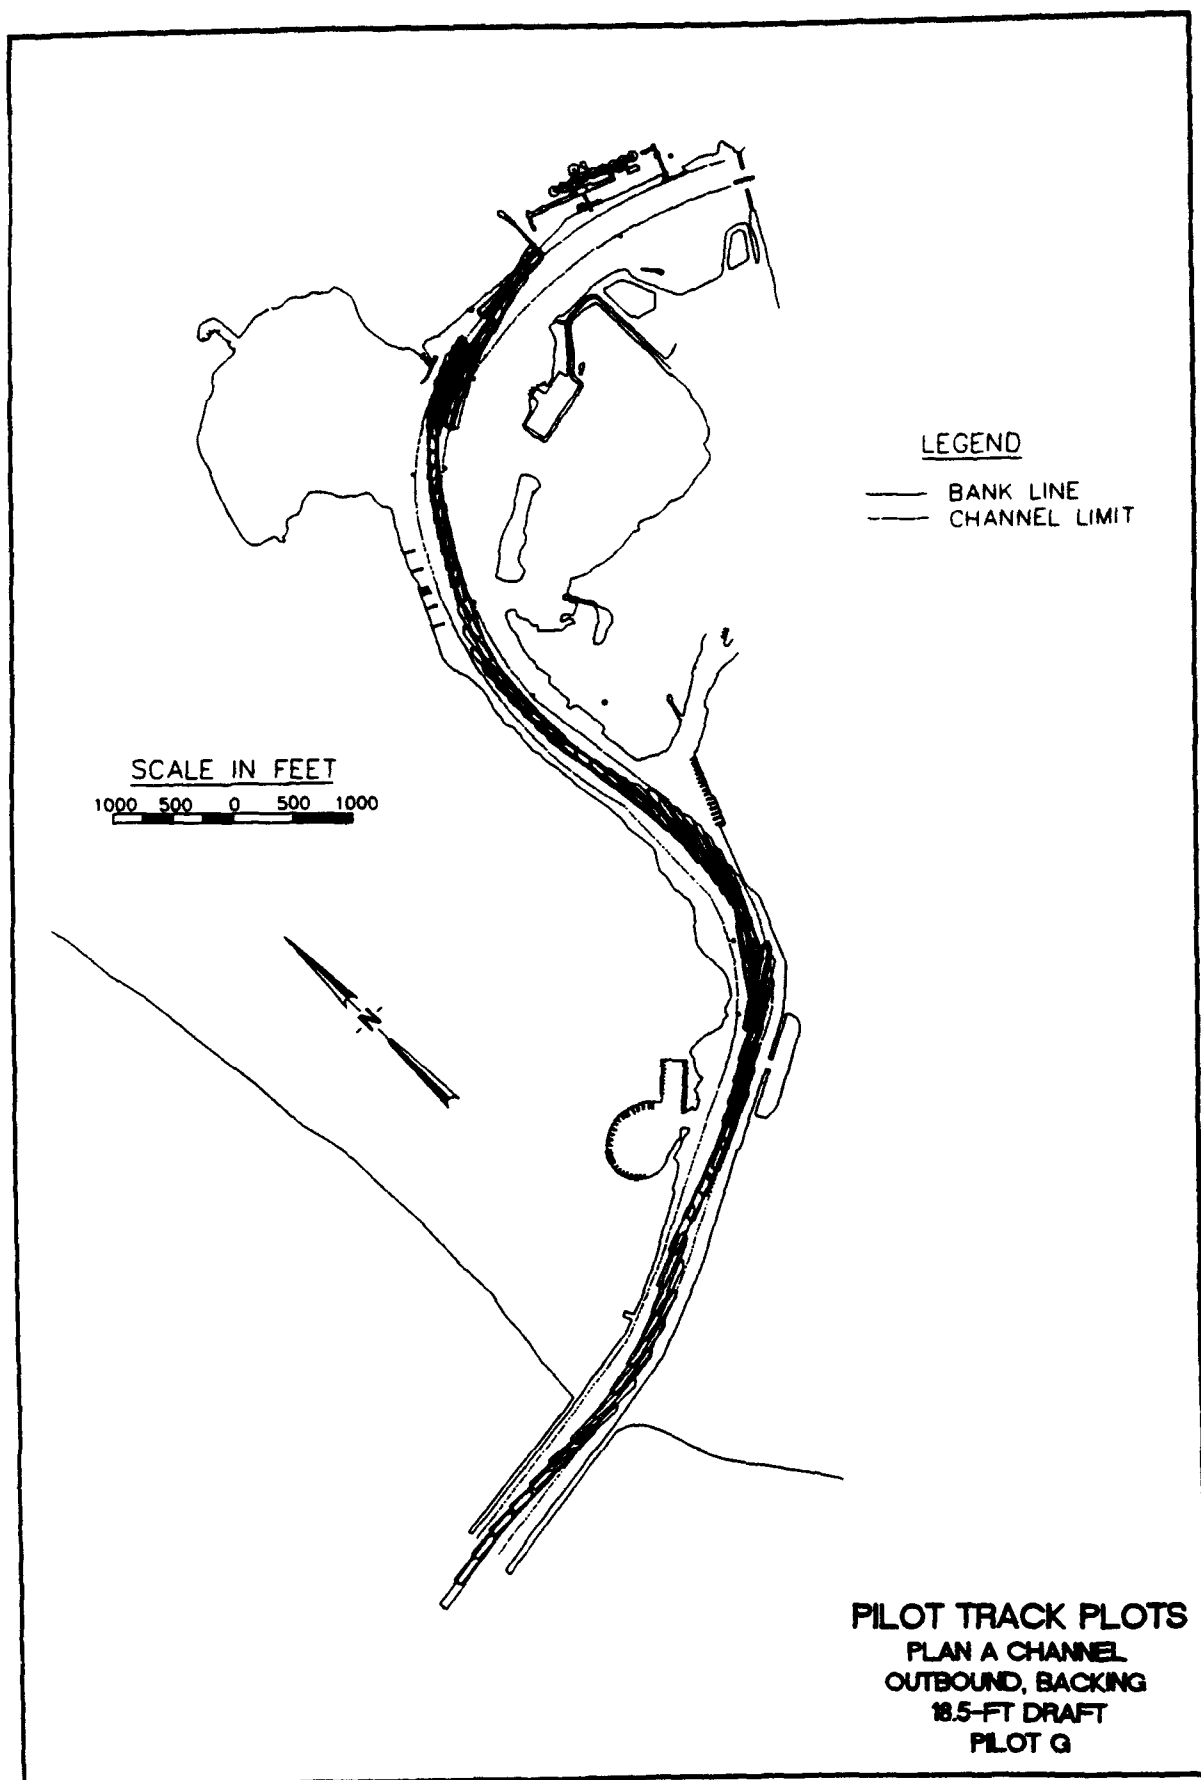 LEGEND
BANK LINE
CHANNEL LIMIT
SCALE IN FEET
1000 500 0 500 1000
N
PILOT TRACK PLOTS
PLAN A CHANNEL
OUTBOUND, BACKING
18.5-FT DRAFT
PILOT G